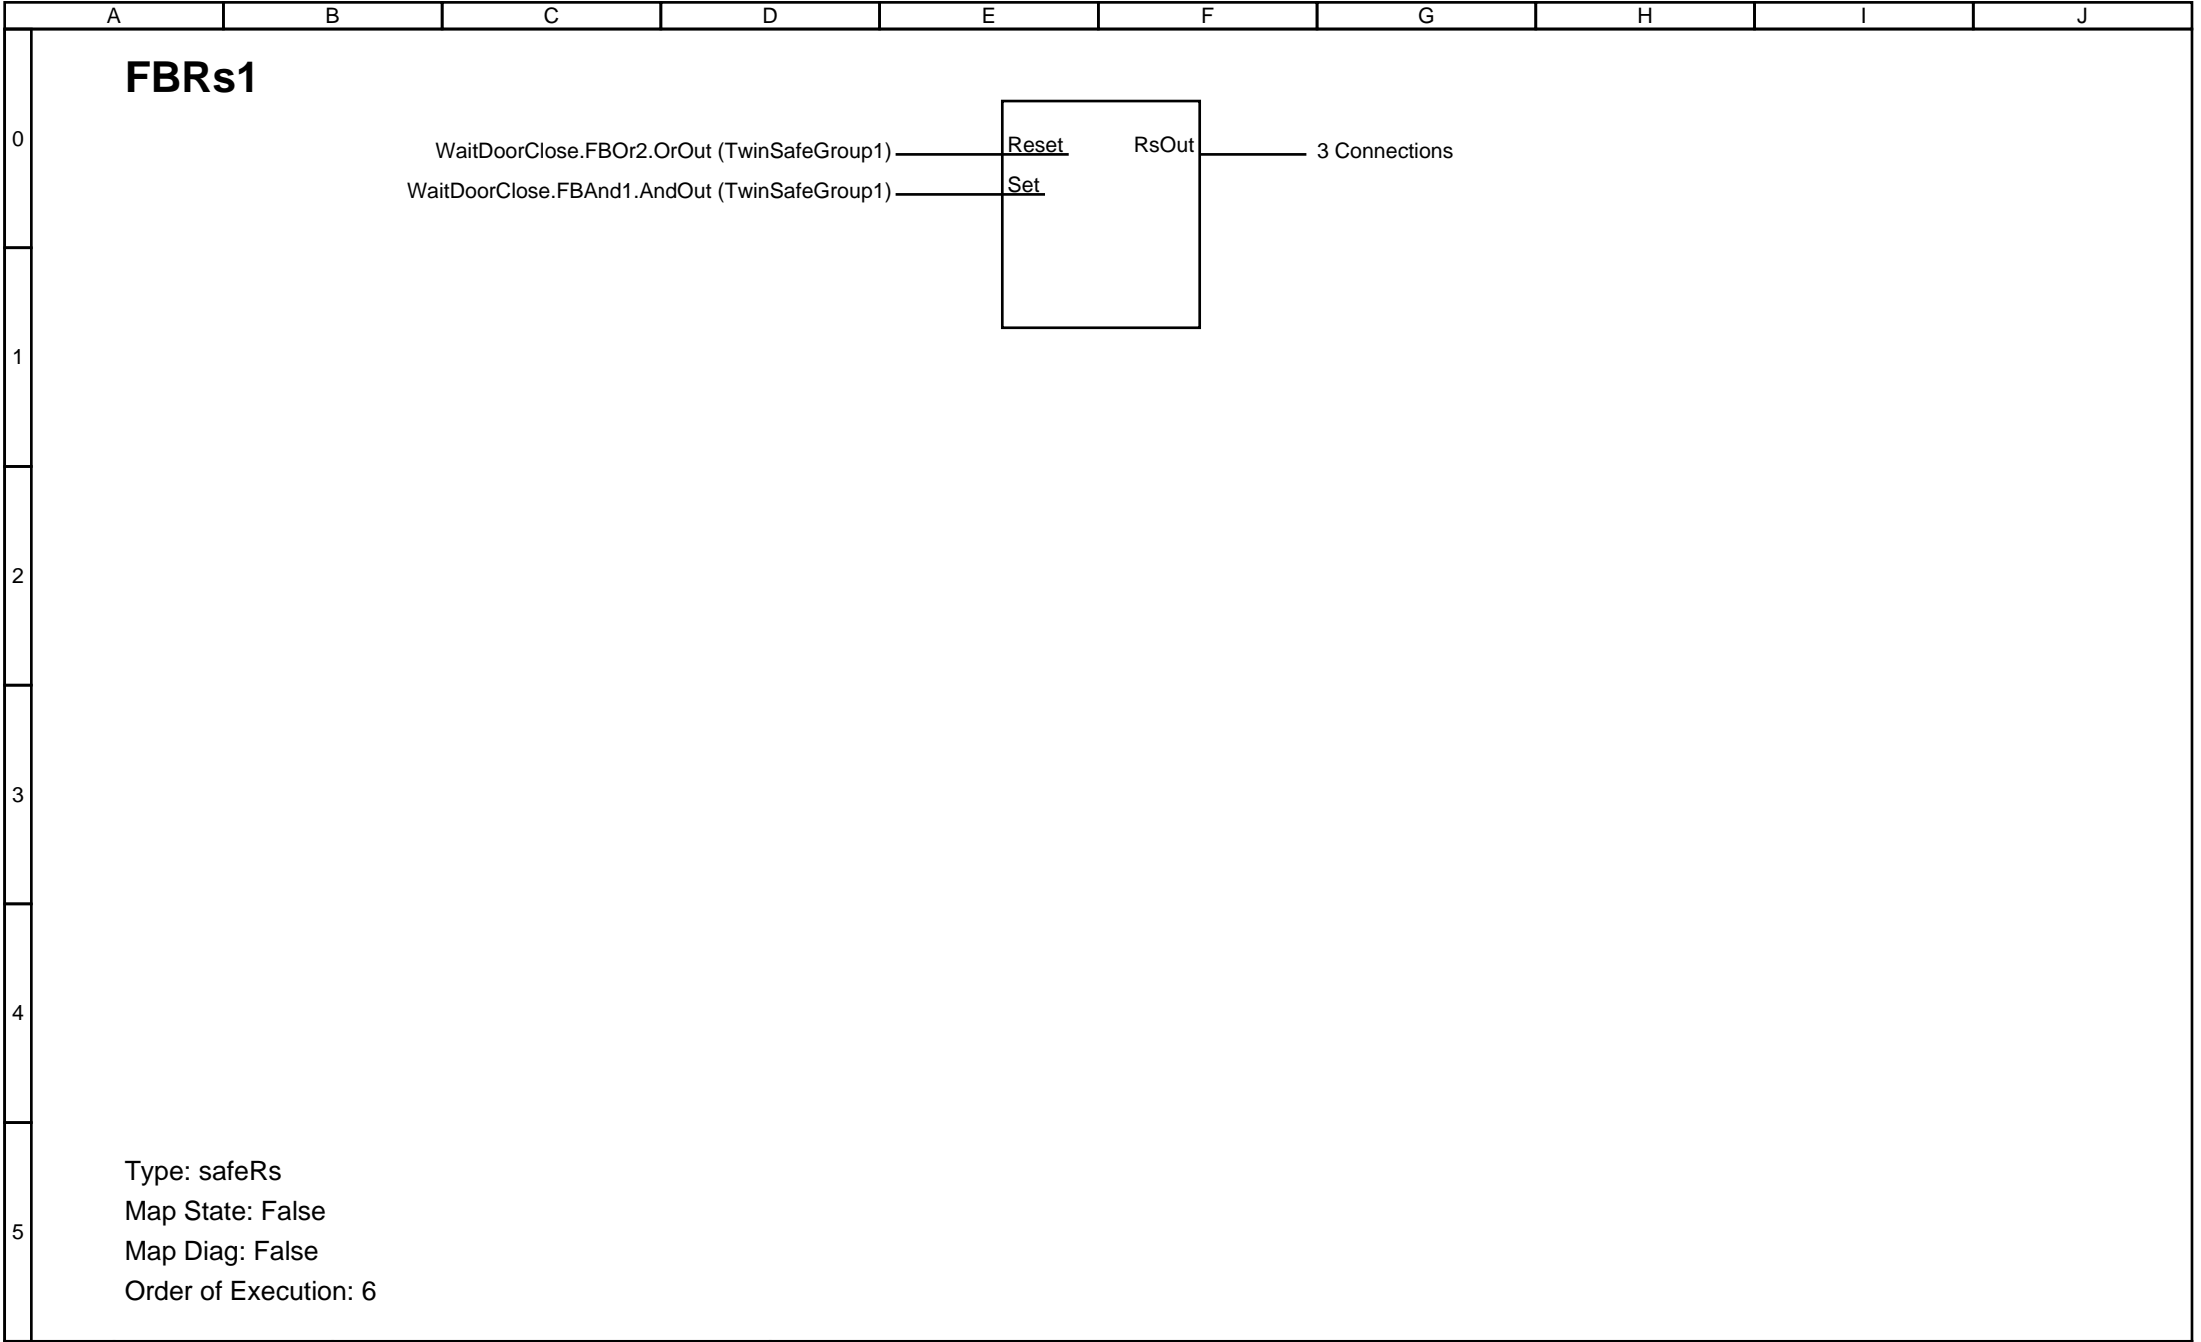 A B C D E F G H I J
FBRs1
0
WaitDoorClose.FBOr2.OrOut (TwinSafeGroup1) Reset RsOut 3 Connections
WaitDoorClose.FBAnd1.AndOut (TwinSafeGroup1) Set
1
2
3
4
5
Type: safeRs
Map State: False
Map Diag: False
Order of Execution: 6